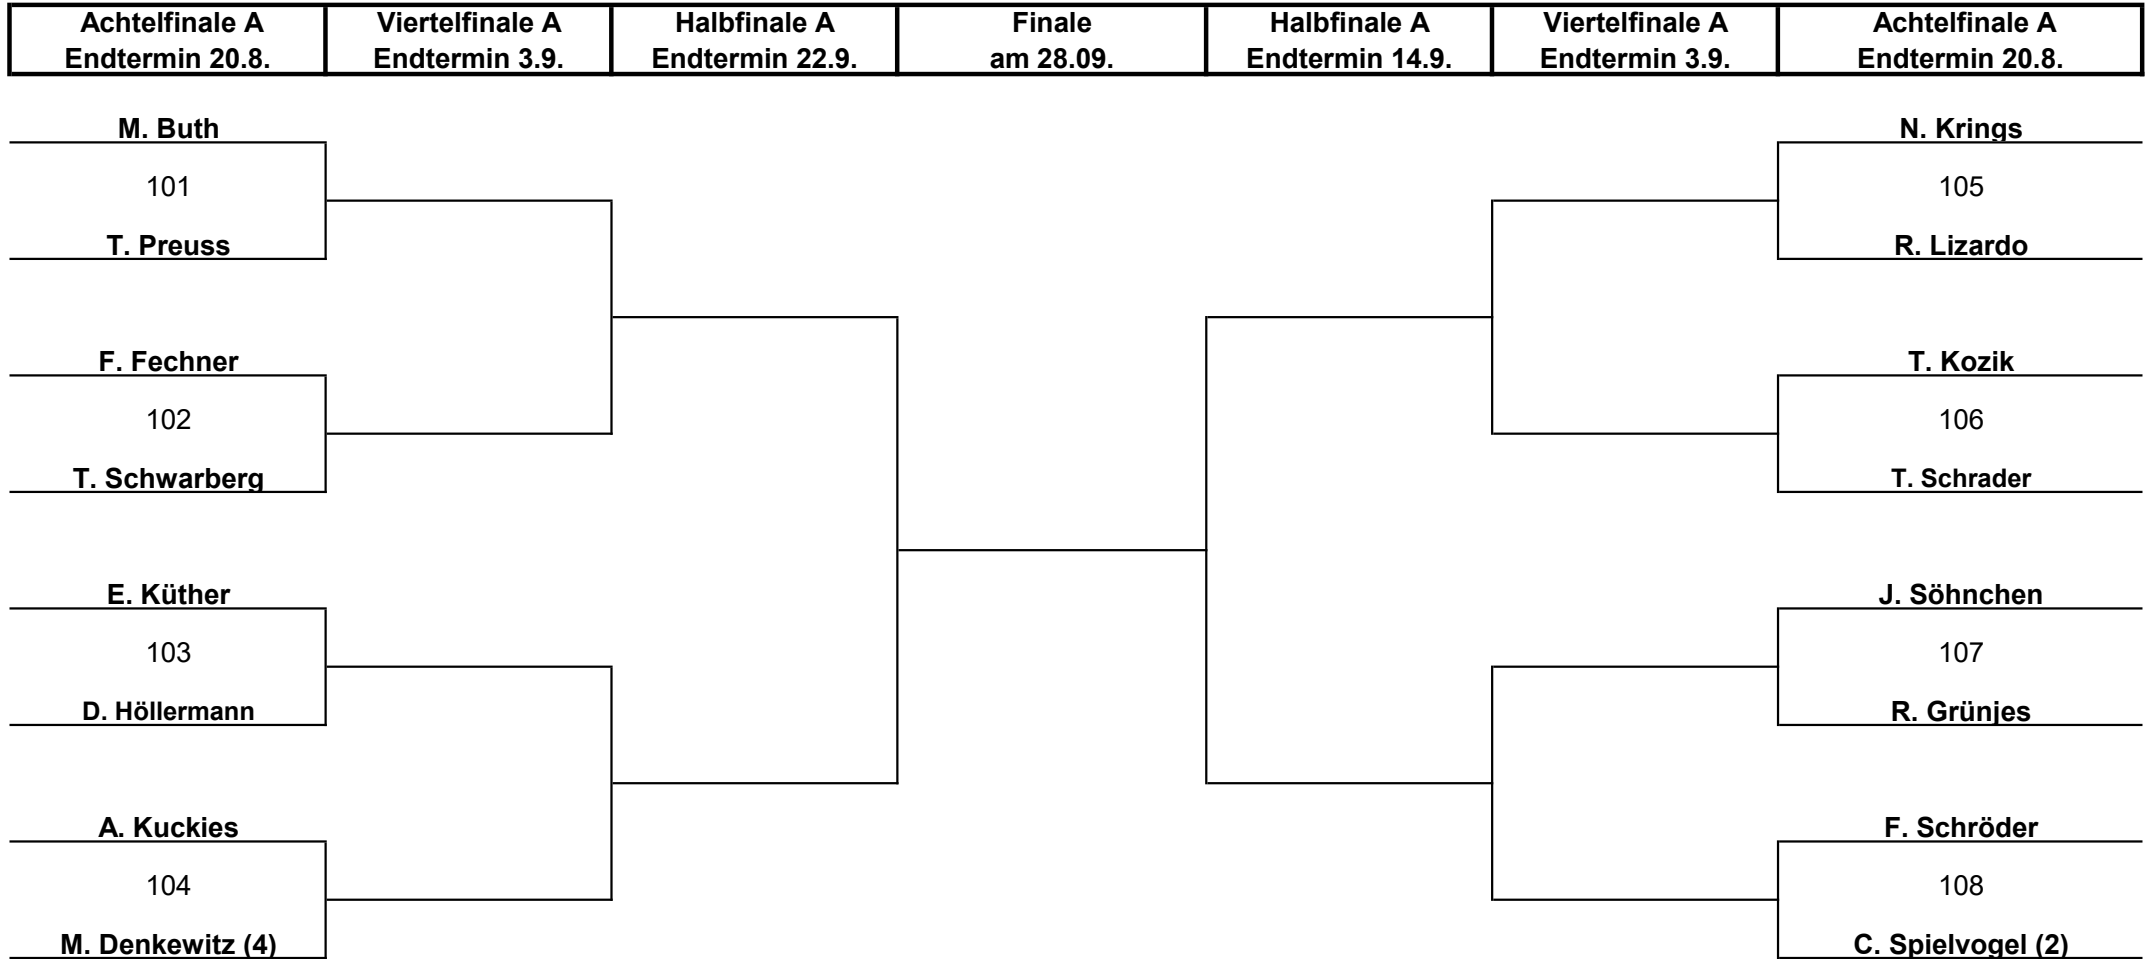 Achtelfinale A
Endtermin 20.8.
Viertelfinale A
Endtermin 3.9.
Halbfinale A
Endtermin 22.9.
Finale
am 28.09.
Halbfinale A
Endtermin 14.9.
Viertelfinale A
Endtermin 3.9.
Achtelfinale A
Endtermin 20.8.
M. Buth
101
T. Preuss
F. Fechner
102
T. Schwarberg
E. Küther
103
D. Höllermann
A. Kuckies
104
M. Denkewitz (4)
N. Krings
105
R. Lizardo
T. Kozik
106
T. Schrader
J. Söhnchen
107
R. Grünjes
F. Schröder
108
C. Spielvogel (2)